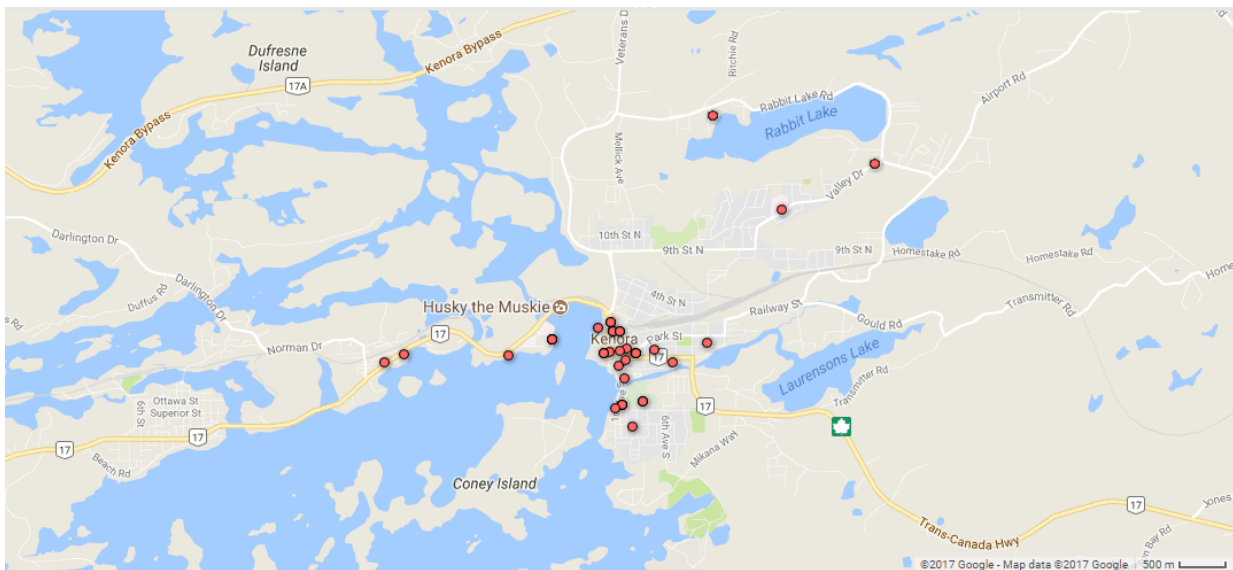 Dufresne
Island
17A
Kenora Bypass
Kenora Bypass
Veterans Dr
Ritchie Rd
Rabbit Lake Rd
Rabbit Lake
Airport Rd
Mellick Ave
Valley Dr
10th St N
9th St N
9th St N
Homestake Rd
Homestake Rd
Darlington Dr
Darlington Dr
Duffus Rd
Husky the Muskie
4th St N
Railway St
Transmitter Rd
Gould Rd
17
Norman Dr
Kenora
Park St
17
Laurensons Lake
Transmitter Rd
Ottawa St
Superior St
6th St
17
17
6th Ave S
Mikana Way
Beach Rd
Coney Island
17
Trans-Canada Hwy
©2017 Google - Map data ©2017 Google
500 m